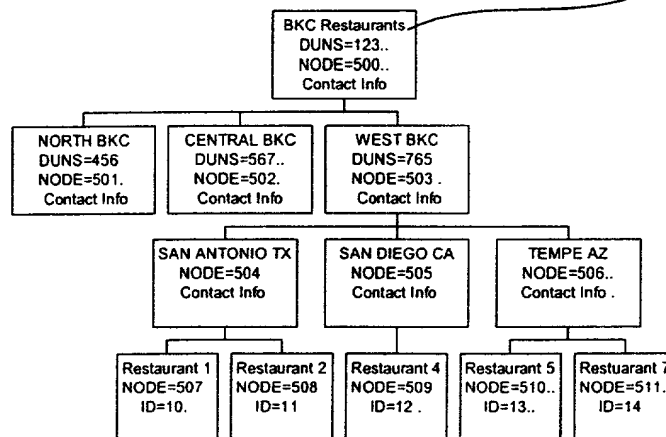 BKC Restaurants
DUNS=123..
NODE=500..
Contact Info
NORTH BKC
DUNS=456
NODE=501.
Contact Info
CENTRAL BKC
DUNS=567..
NODE=502.
Contact Info
WEST BKC
DUNS=765
NODE=503 .
Contact Info
SAN ANTONIO TX
NODE=504
Contact Info
SAN DIEGO CA
NODE=505
Contact Info
TEMPE AZ
NODE=506..
Contact Info .
Restaurant 1
NODE=507
ID=10.
Restaurant 2
NODE=508
ID=11
Restaurant 4
NODE=509
ID=12 .
Restaurant 5
NODE=510..
ID=13..
Restuarant 7
NODE=511.
ID=14